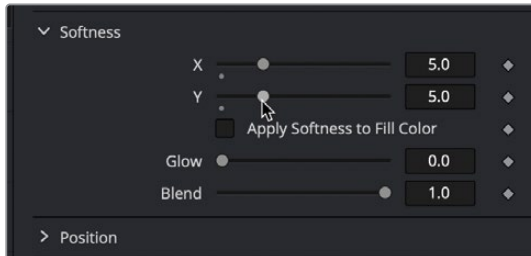 Softness
X 5.0
Y 5.0
Apply Softness to Fill Color
Glow 0.0
Blend 1.0
Position